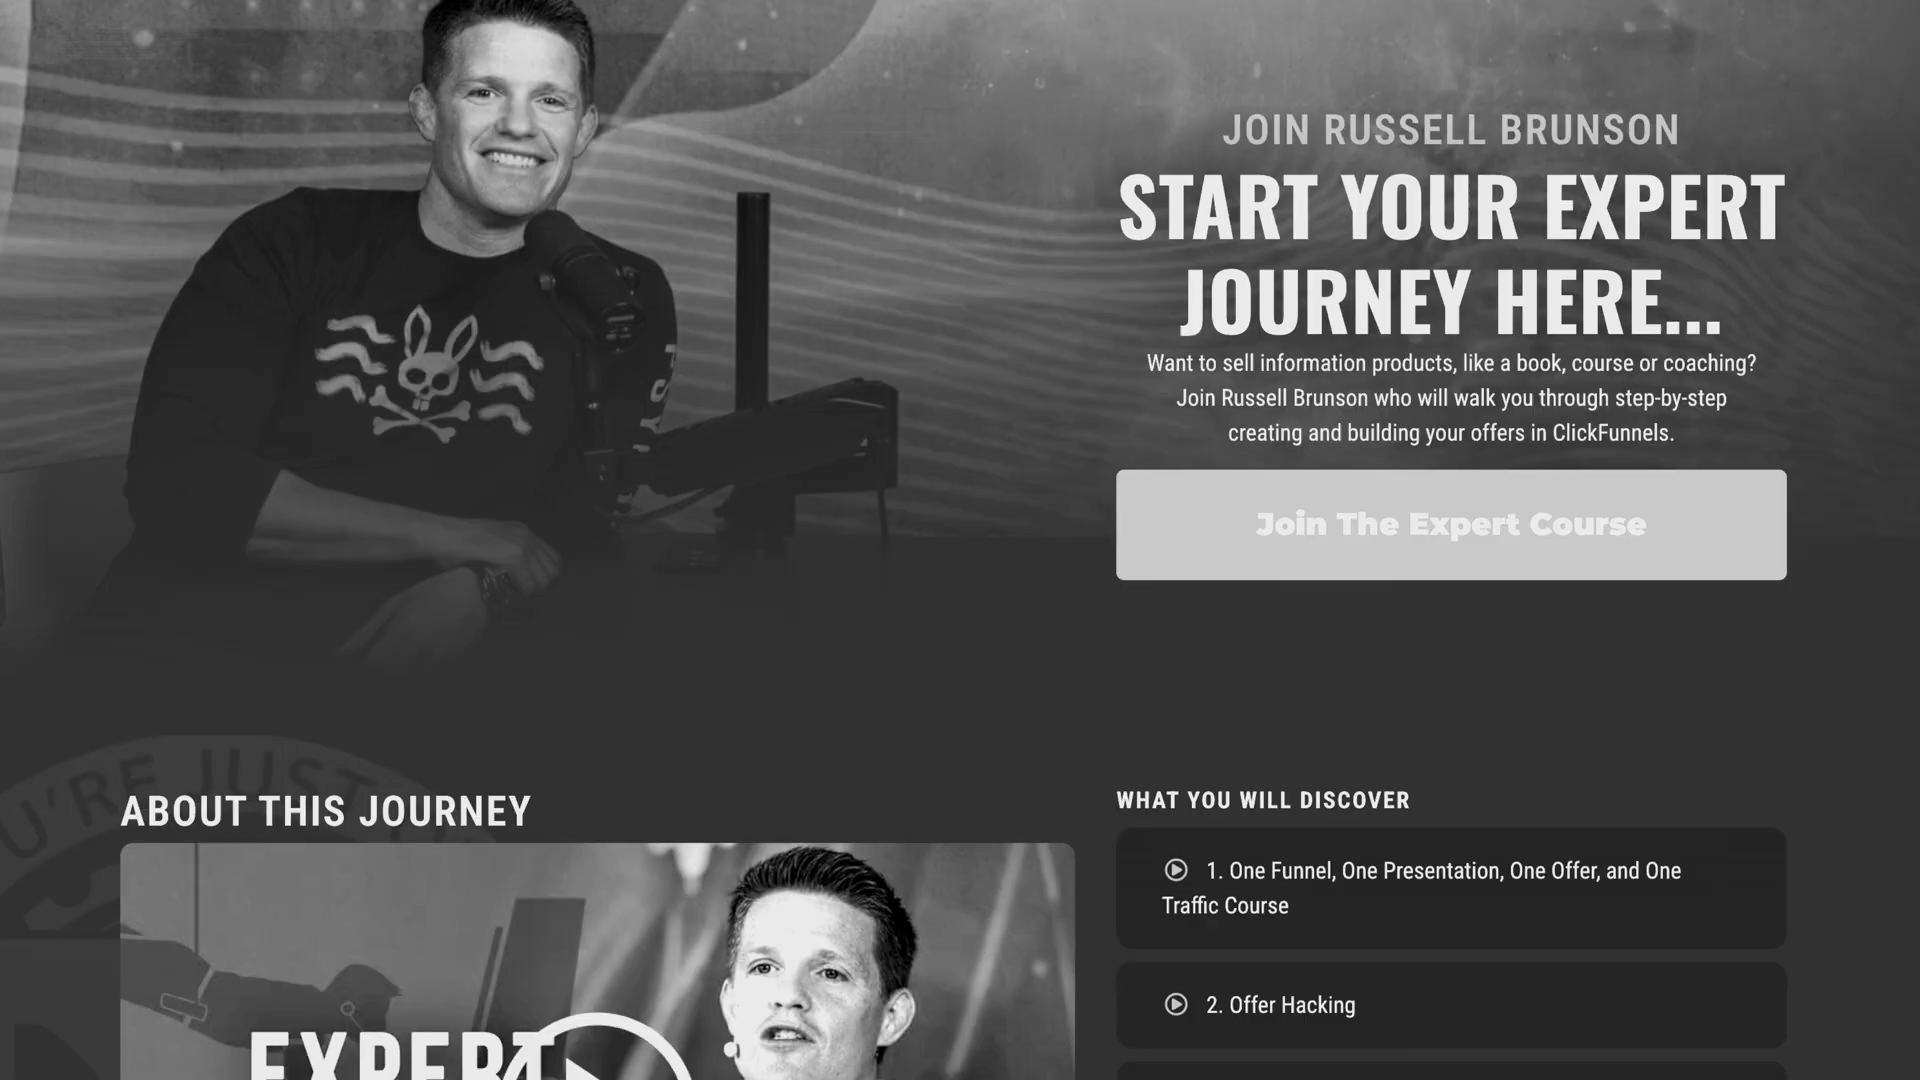 JOIN RUSSELL BRUNSON
START YOUR EXPERT
JOURNEY HERE...
Want to sell information products, like a book, course or coaching?
Join Russell Brunson who will walk you through step-by-step
creating and building your offers in ClickFunnels.
Join The Expert Course
U'RE JUST
ABOUT THIS JOURNEY
EXPERT
WHAT YOU WILL DISCOVER
1. One Funnel, One Presentation, One Offer, and One
Traffic Course
2. Offer Hacking